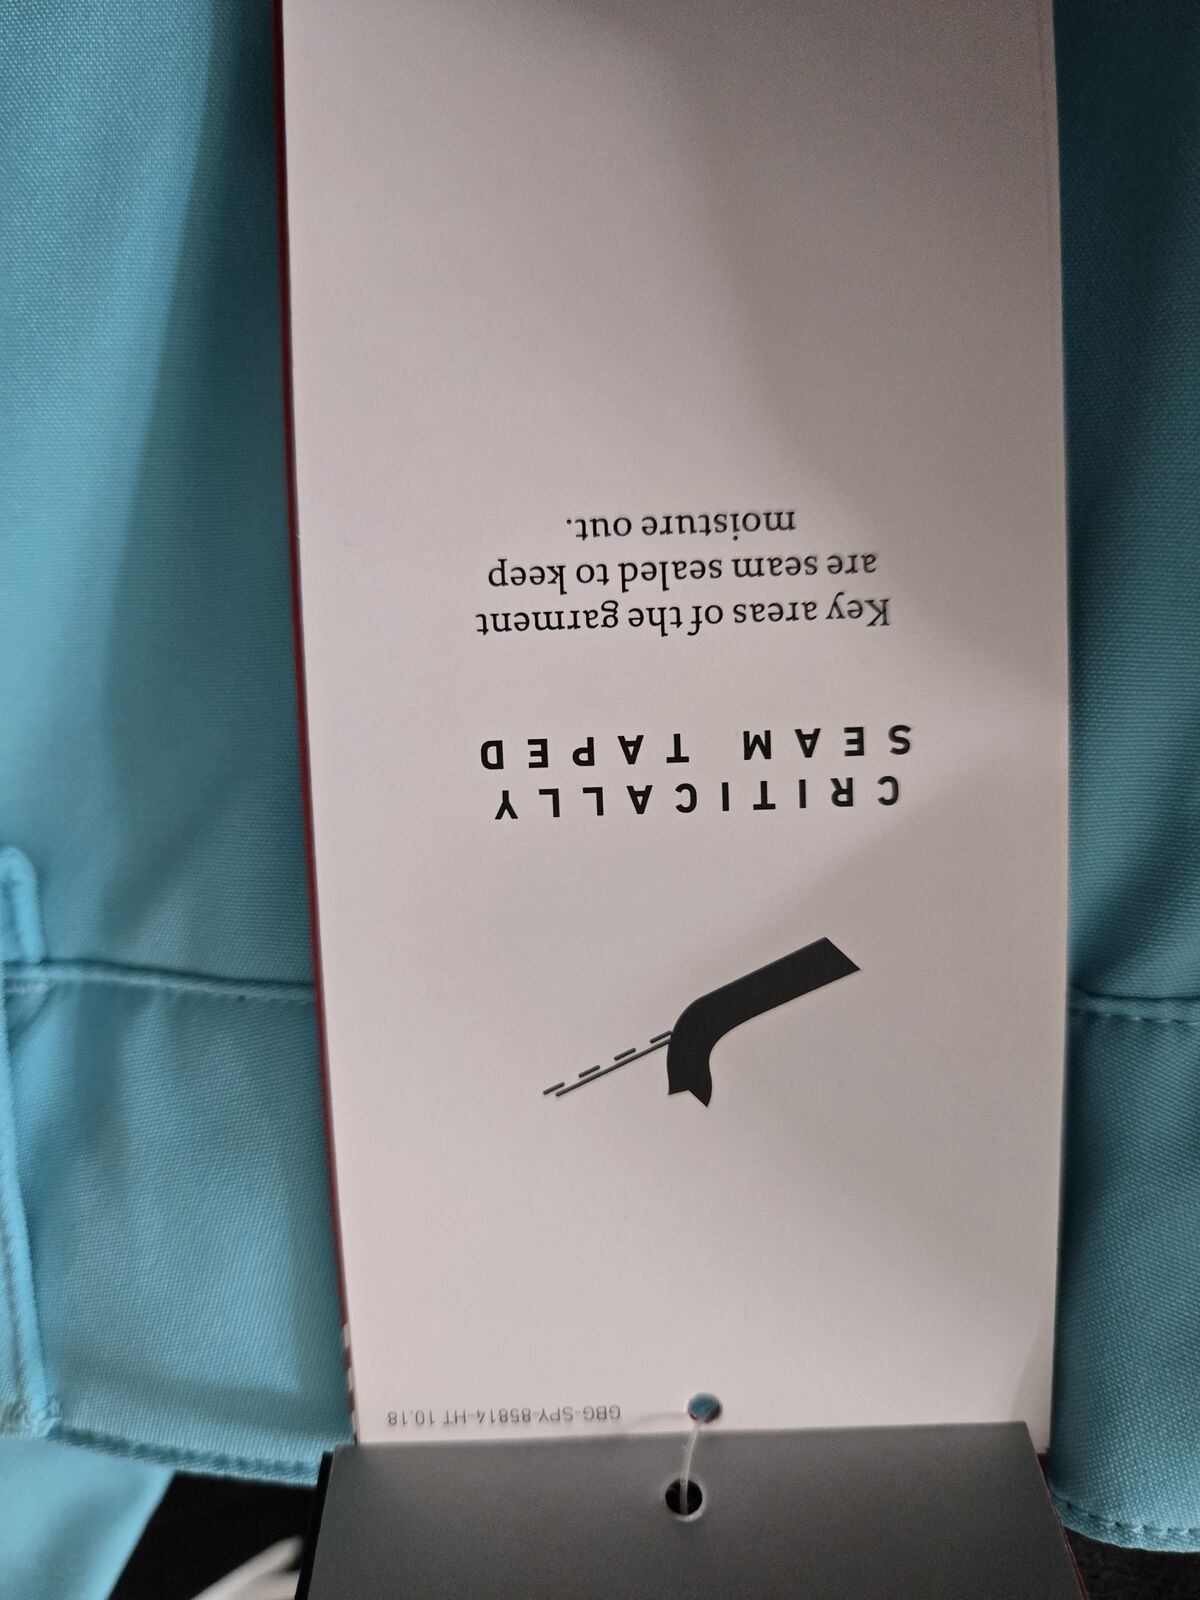 GBG-SPY-85814-HT 10.18
CRITICALLY
SEAM TAPED
Key areas of the garment
are seam sealed to keep
moisture out.